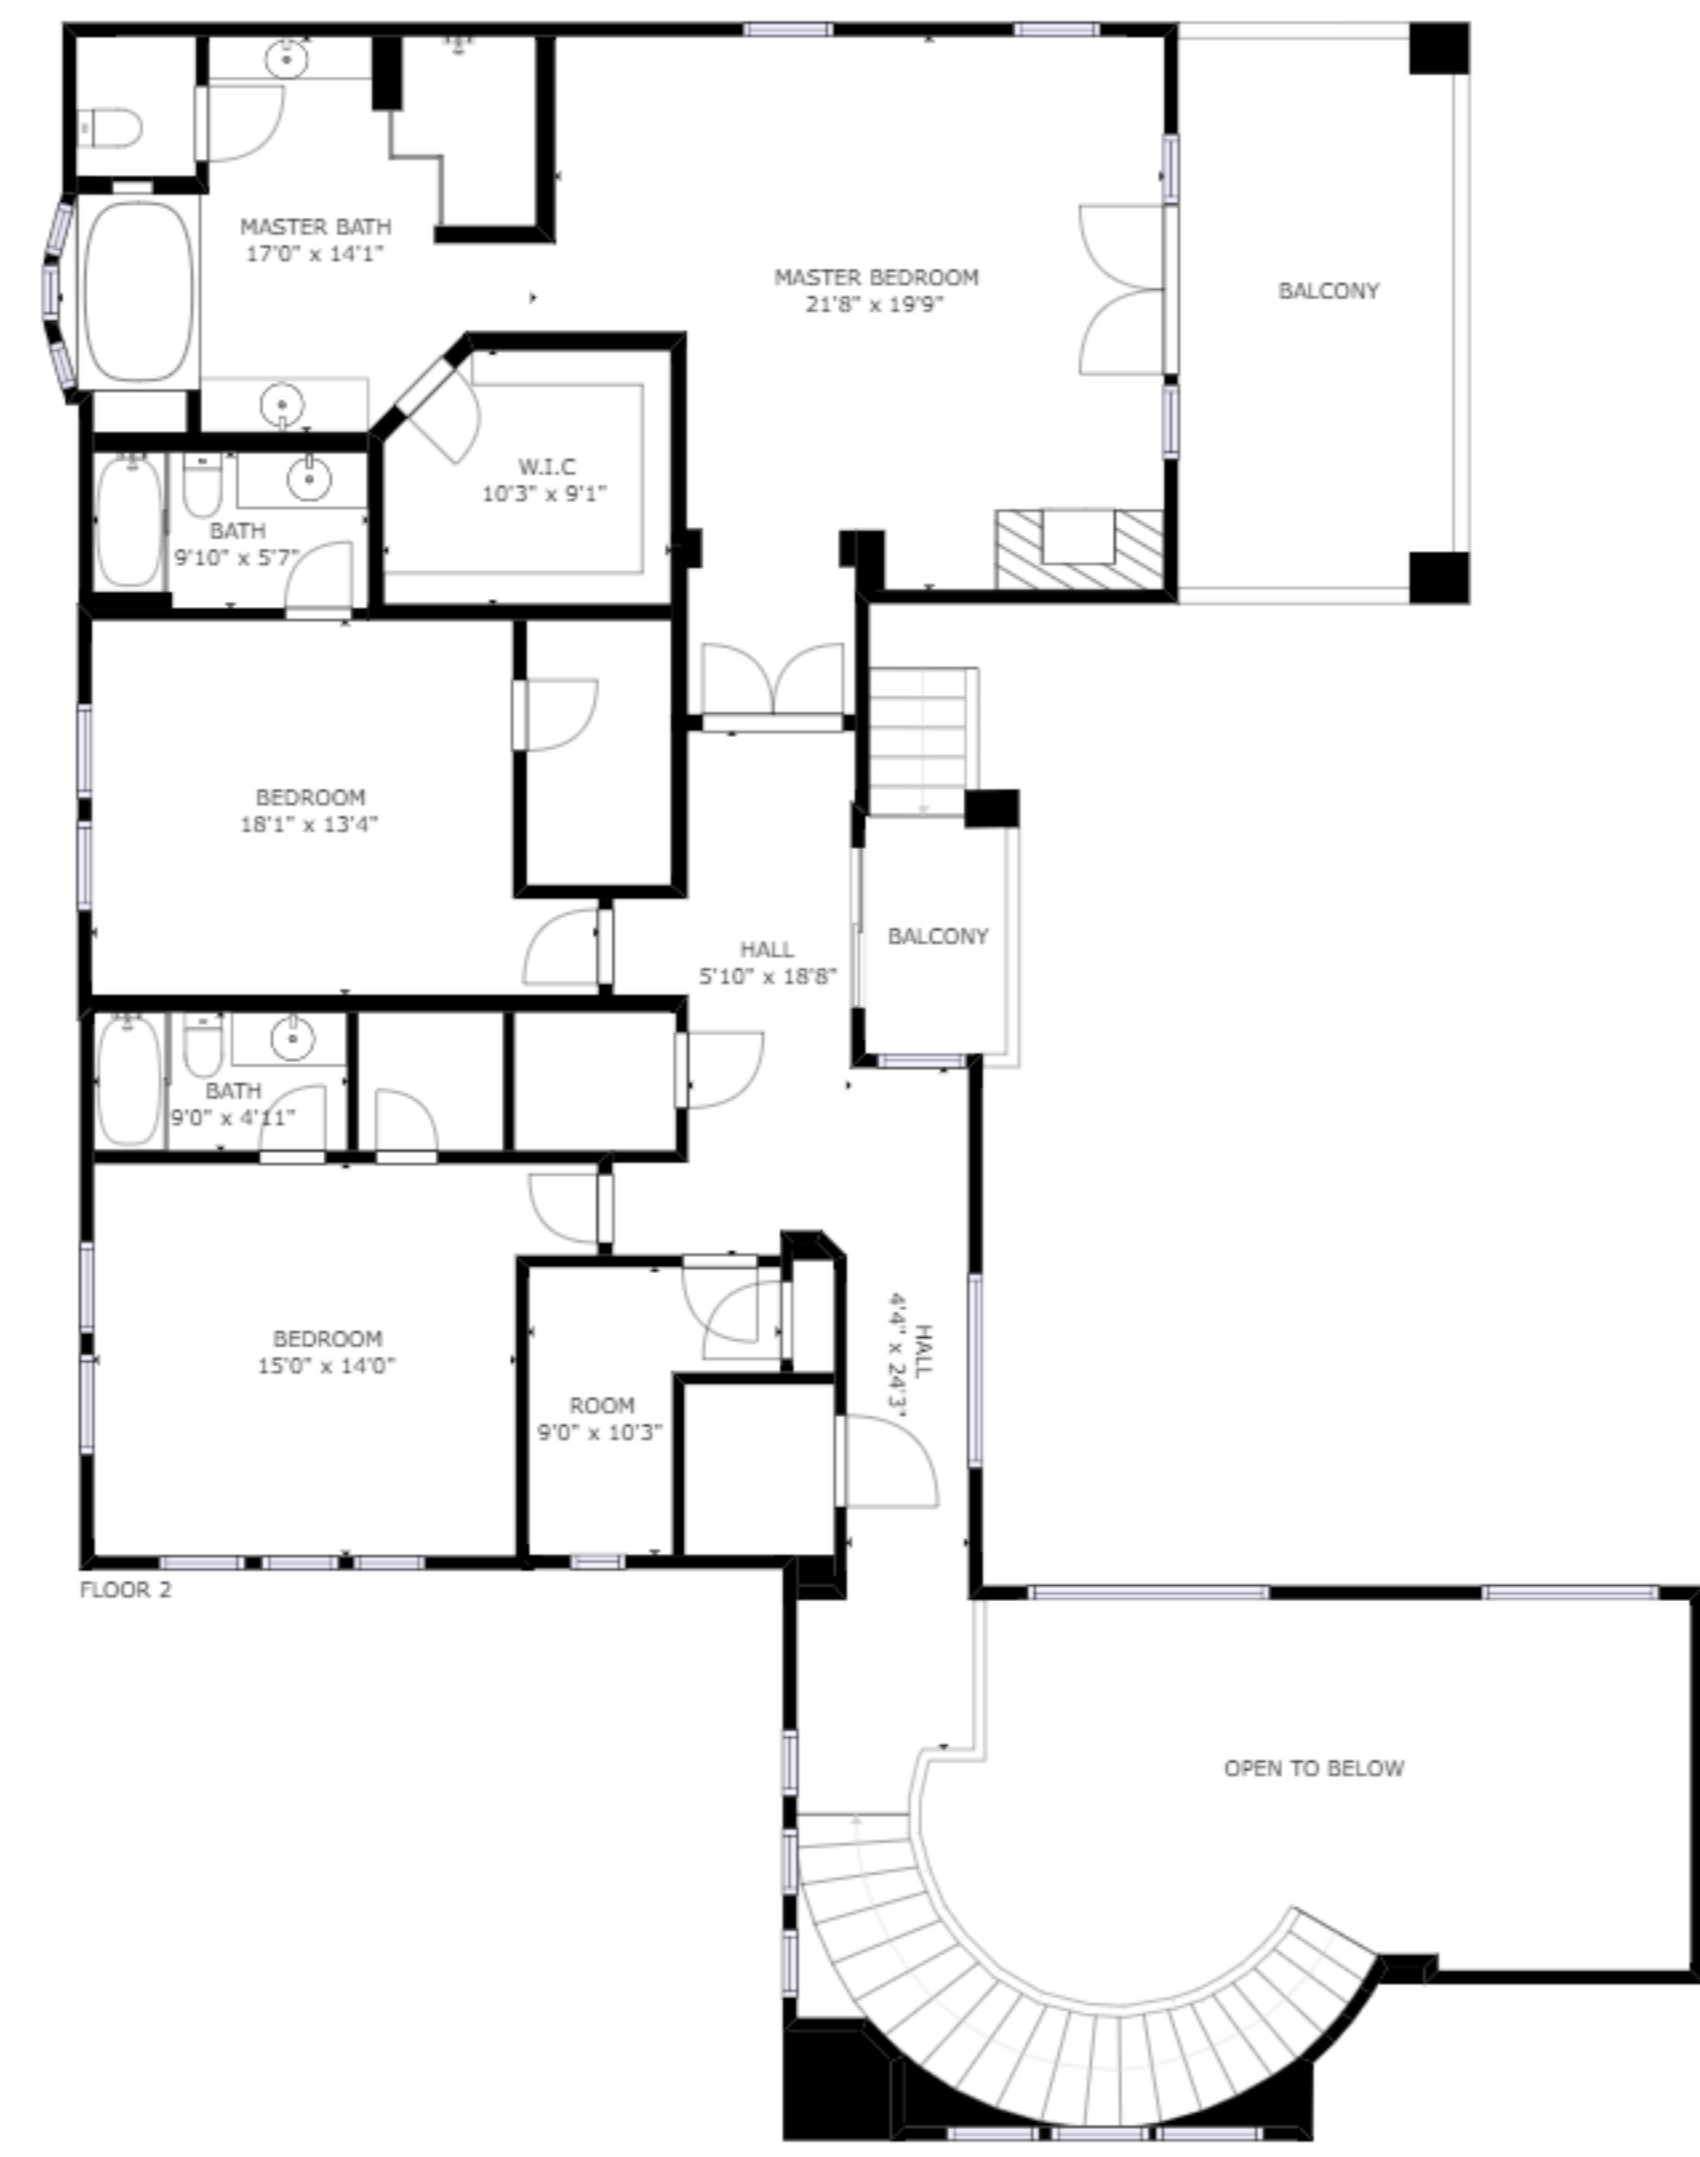 MASTER BATH
17'0" x 14'1"
MASTER BEDROOM
21'8" x 19'9"
BALCONY
W.I.C
10'3" x 9'1"
BATH
9'10" x 5'7"
BEDROOM
18'1" x 13'4"
HALL
5'10" x 18'8"
BALCONY
BATH
9'0" x 4'11"
BEDROOM
15'0" x 14'0"
HALL
4'4" x 24'3"
ROOM
9'0" x 10'3"
FLOOR 2
OPEN TO BELOW